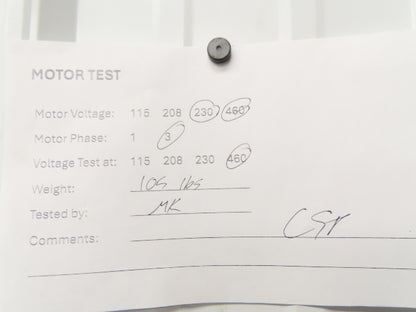 MOTOR TEST
Motor Voltage: 115 208 230 460
Motor Phase: 1 3
Voltage Test at: 115 208 230 460
Weight: 105 lbs
Tested by: MK
Comments: